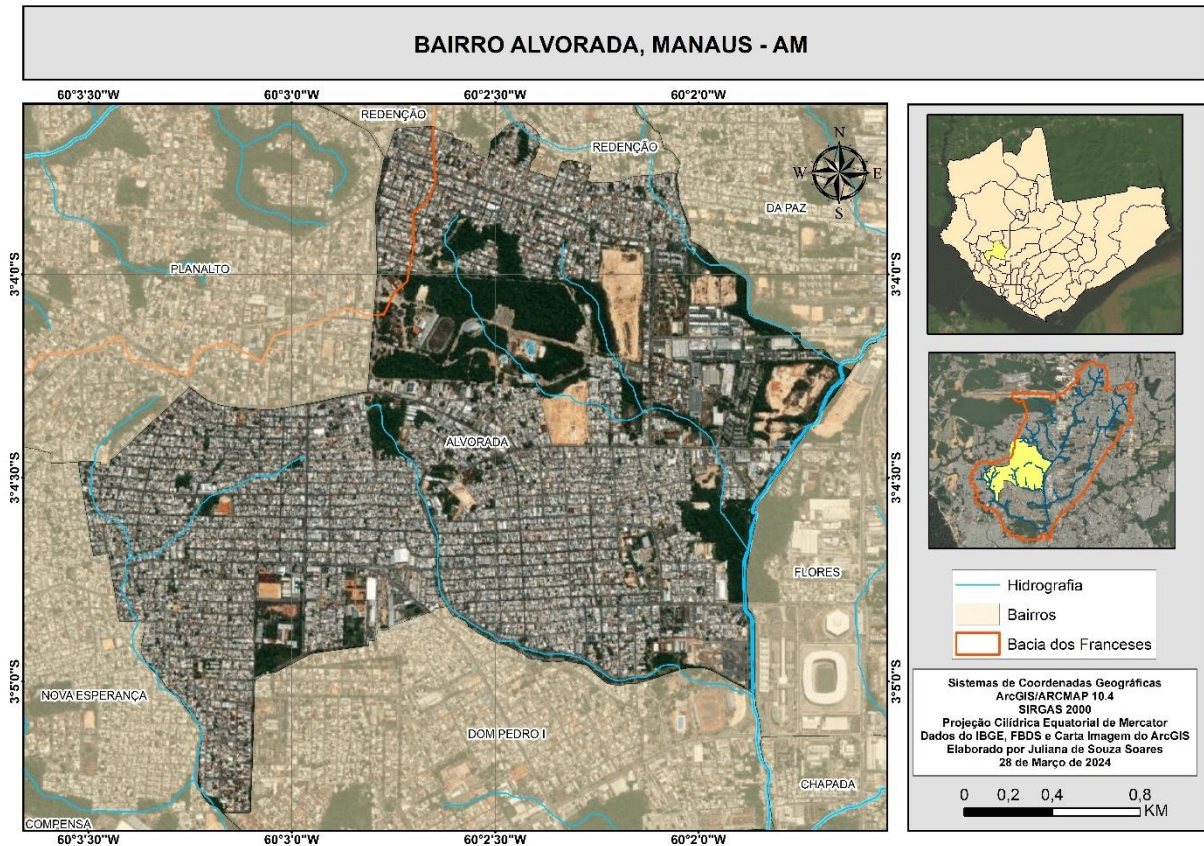 BAIRRO ALVORADA, MANAUS - AM
60°3'30"W 60°3'0"W 60°2'30"W 60°2'0"W
REDENÇÃO
REDENÇÃO
N
W E
S
DA PAZ
PLANALTO
3°4'0"S 3°4'0"S
ALVORADA
3°4'30"S 3°4'30"S
FLORES
3°5'0"S 3°5'0"S
NOVA ESPERANÇA
DOM PEDRO I
CHAPADA
COMPENSA
60°3'30"W 60°3'0"W 60°2'30"W 60°2'0"W
Hidrografia
Bairros
Bacia dos Franceses
Sistemas de Coordenadas Geográficas
ArcGIS/ARCMAP 10.4
SIRGAS 2000
Projeção Cilídrica Equatorial de Mercator
Dados do IBGE, FBDS e Carta Imagem do ArcGIS
Elaborado por Juliana de Souza Soares
28 de Março de 2024
0 0,2 0,4 0,8
KM